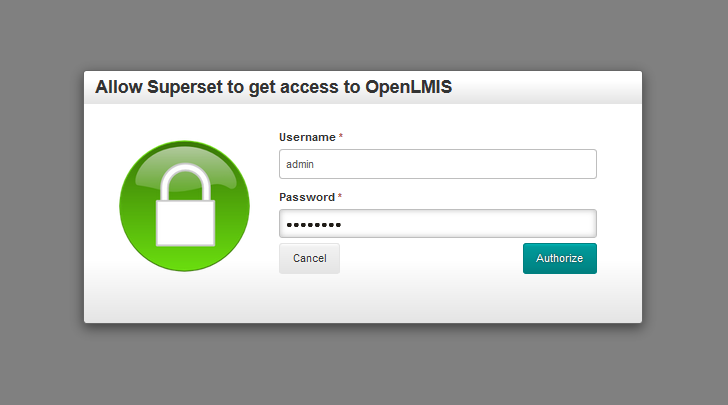 Allow Superset to get access to OpenLMIS
Username *
admin
Password *
••••••••
Cancel
Authorize